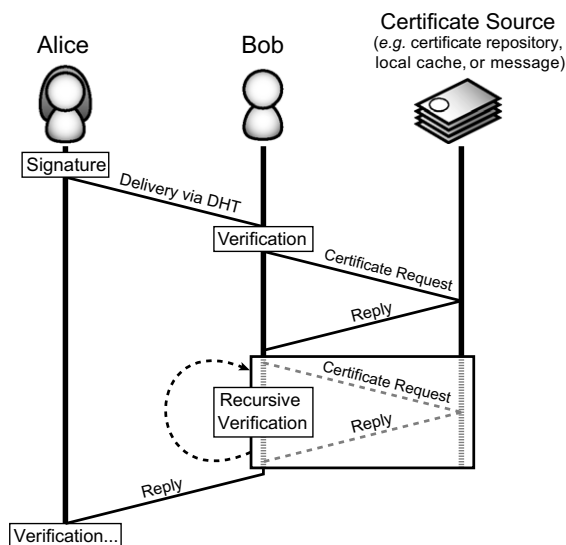 Alice
Bob
Certificate Source
(e.g. certificate repository,
local cache, or message)
Signature
Delivery via DHT
Verification
Certificate Request
Reply
Certificate Request
Recursive
Verification
Reply
Reply
Verification...